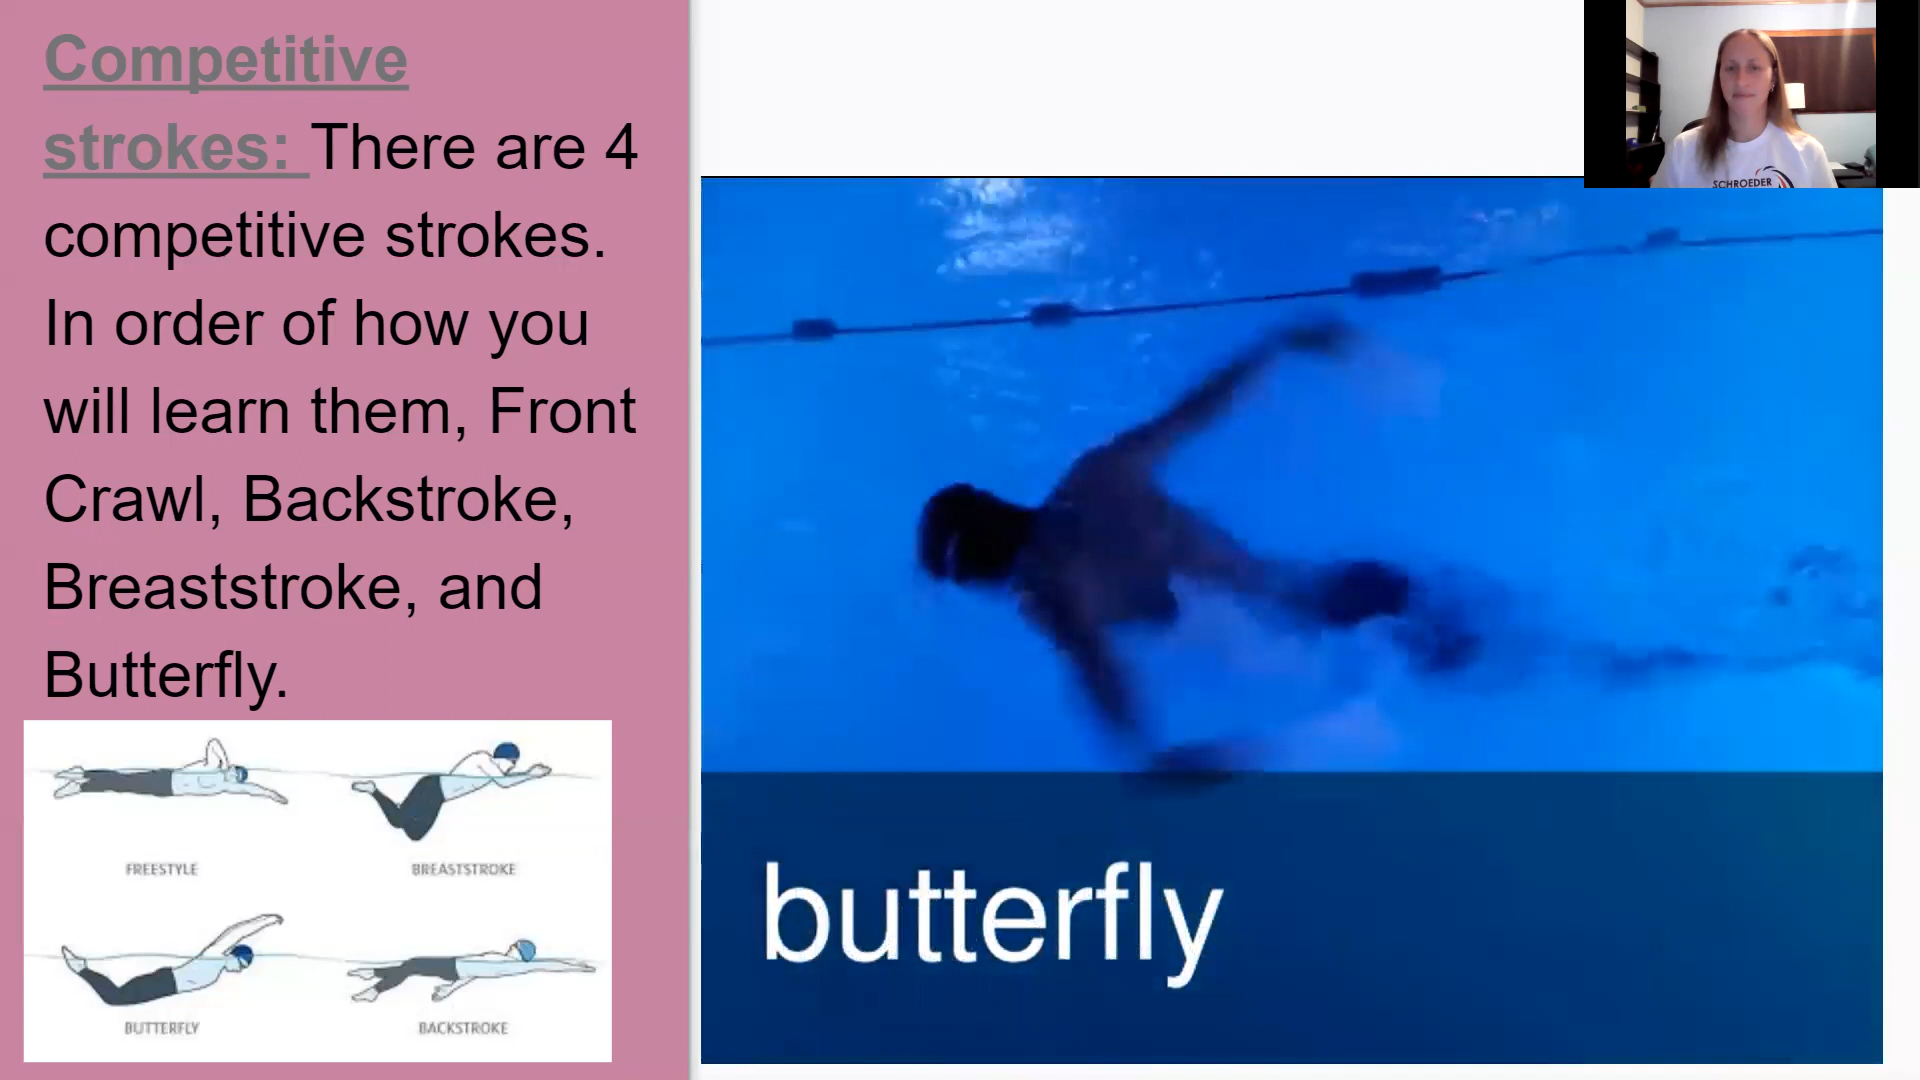 Competitive
strokes: There are 4
competitive strokes.
In order of how you
will learn them, Front
Crawl, Backstroke,
Breaststroke, and
Butterfly.
FREESTYLE
BREASTSTROKE
BUTTERFLY
BACKSTROKE
butterfly
SCHROEDER